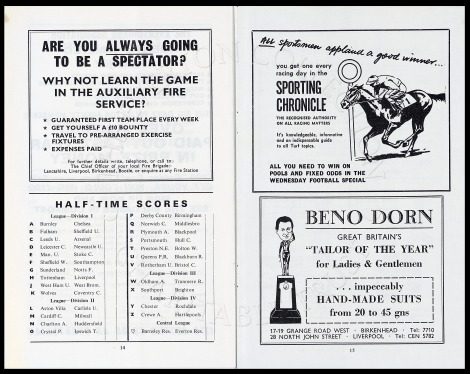 ARE YOU ALWAYS GOING
TO BE A SPECTATOR?
WHY NOT LEARN THE GAME
IN THE AUXILIARY FIRE
SERVICE?
★ GUARANTEED FIRST TEAM PLACE EVERY WEEK
★ GET YOURSELF A £10 BOUNTY
★ TRAVEL TO PRE-ARRANGED EXERCISE
FIXTURES
★ EXPENSES PAID
For further details write, telephone, or call to:
The Chief Officer of your local Fire Brigade:
Lancashire, Liverpool, Birkenhead, Bootle, or enquire at any Fire Station
HALF-TIME SCORES
League—Division I
A Burnley Chelsea
B Fulham Sheffield U.
C Leeds U. Arsenal
D Leicester C. Newcastle U.
E Man. U. Stoke C.
F Sheffield W. Southampton
G Sunderland Notts F.
H Tottenham Liverpool
J West Ham U. West Brom.
K Wolves Coventry C.
League—Division II
L Aston Villa Carlisle U.
M Cardiff C. Millwall
N Charlton A. Huddersfield
O Crystal P. Ipswich T.
P Derby County Birmingham
Q Norwich C. Middlesbro
R Plymouth A. Blackpool
S Portsmouth Hull C.
T Preston N.E. Bolton W.
U Queens P.R. Blackburn R.
V Rotherham U. Bristol C.
League—Division III
W Oldham A. Tranmere R.
X Southport Brighton
League—Division IV
Y Chester Rochdale
Z Crewe A. Hartlepools
Central League
Barnsley Res. Everton Res.
14
ALL sportsmen applaud a good winner...
you get one every
racing day in the
SPORTING
CHRONICLE
THE RECOGNISED AUTHORITY
ON ALL RACING MATTERS
It's knowledgeable, informative
and an indispensable guide
to all Turf topics.
ALL YOU NEED TO WIN ON
POOLS AND FIXED ODDS IN THE
WEDNESDAY FOOTBALL SPECIAL
BENO DORN
GREAT BRITAIN'S
"TAILOR OF THE YEAR"
for Ladies & Gentlemen
. . . impeccably
HAND-MADE SUITS
from 20 to 45 gns
17-19 GRANGE ROAD WEST · BIRKENHEAD · Tel: 7710
28 NORTH JOHN STREET · LIVERPOOL · Tel: CEN 5782
15